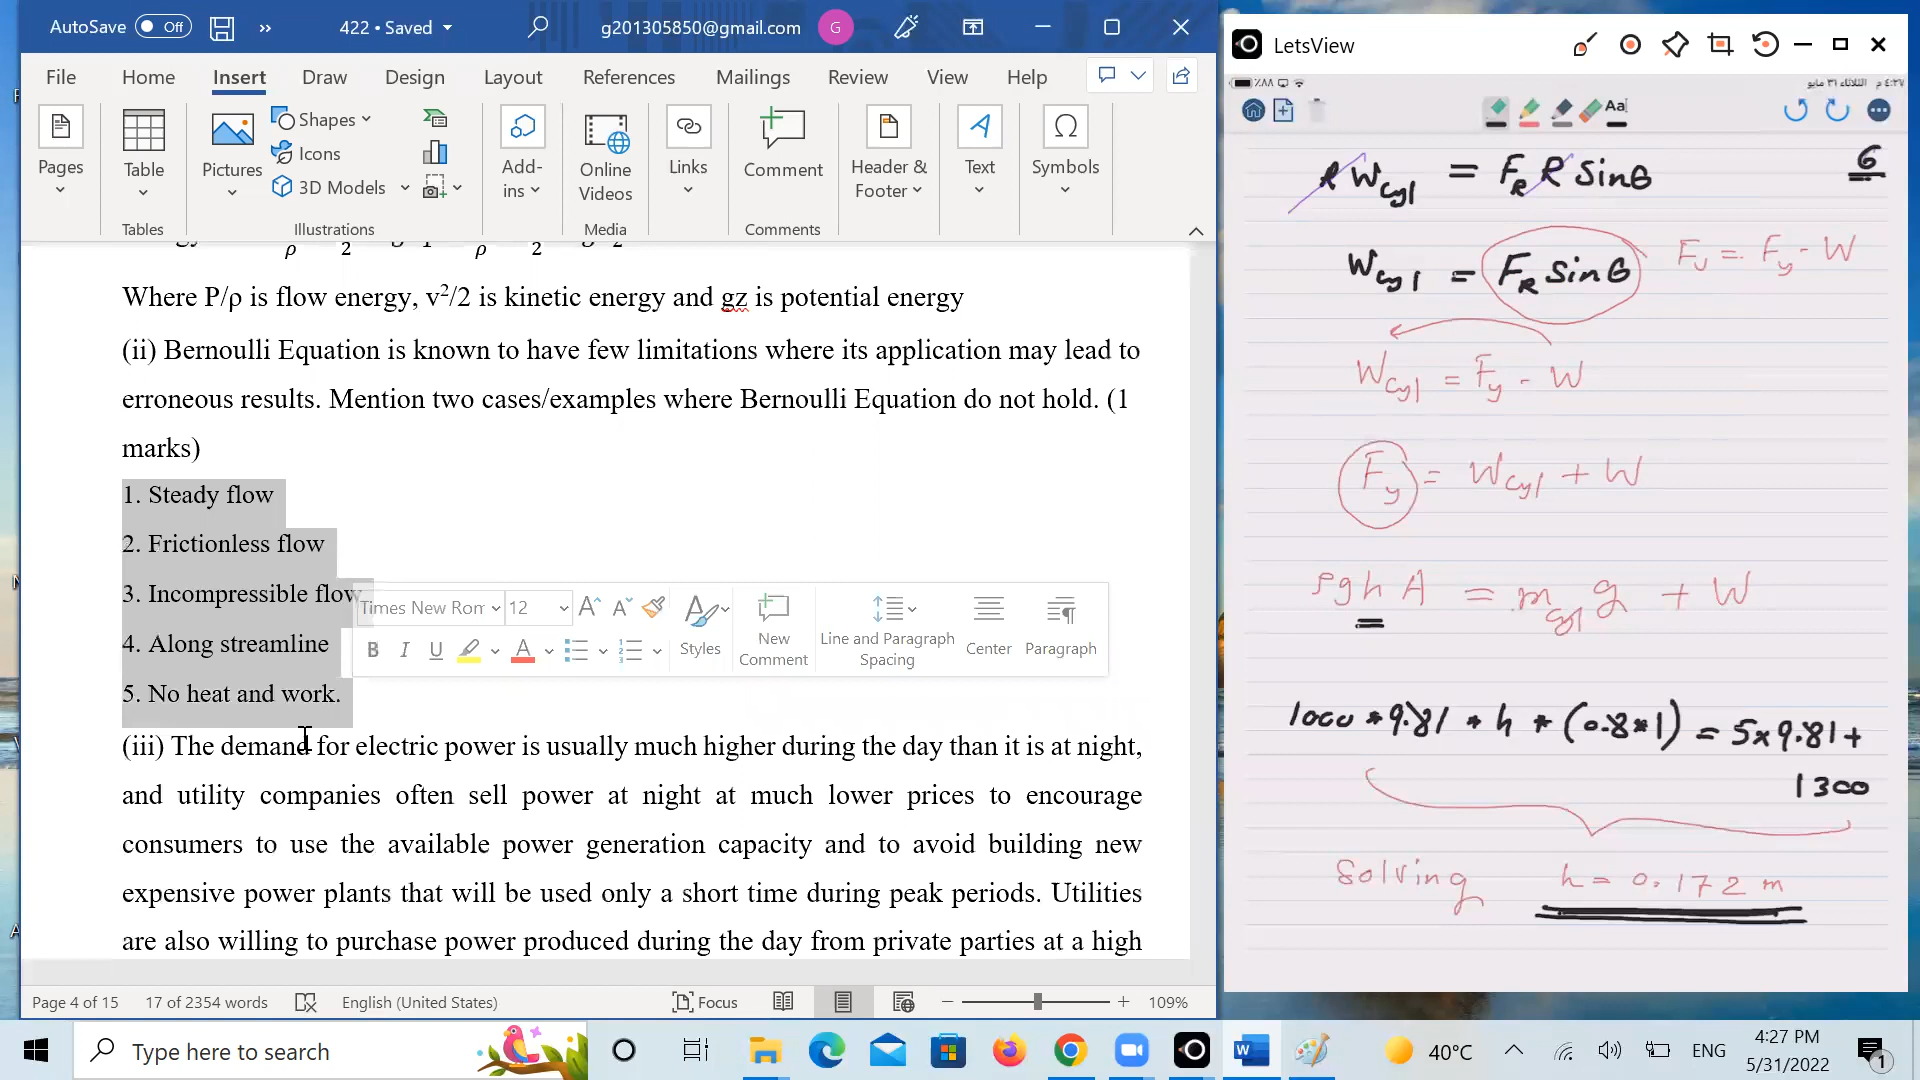 AutoSave Off 422 • Saved g201305850@gmail.com G
File Home Insert Draw Design Layout References Mailings Review View Help
Pages Table Pictures Shapes Icons 3D Models Add-ins Online Videos Links Comment Header & Footer Text Symbols
Tables Illustrations Media Comments
Where P/ρ is flow energy, v²/2 is kinetic energy and gz is potential energy
(ii) Bernoulli Equation is known to have few limitations where its application may lead to
erroneous results. Mention two cases/examples where Bernoulli Equation do not hold. (1
marks)
1. Steady flow
2. Frictionless flow
3. Incompressible flow
4. Along streamline
5. No heat and work.
Times New Ror 12
B I U A Styles New Comment Line and Paragraph Spacing Center Paragraph
(iii) The demand for electric power is usually much higher during the day than it is at night,
and utility companies often sell power at night at much lower prices to encourage
consumers to use the available power generation capacity and to avoid building new
expensive power plants that will be used only a short time during peak periods. Utilities
are also willing to purchase power produced during the day from private parties at a high
Page 4 of 15 17 of 2354 words English (United States) Focus 109%
LetsView
٪٨٨ ٤:٢٧ م الثلاثاء ٣١ مايو
Aa
6
R W_cyl = F_R R Sinθ
W_cyl = F_R Sinθ F_V = F_y - W
W_cyl = F_y - W
F_y = W_cyl + W
ρgh A = m_cyl g + W
1000 * 9.81 * h * (0.8*1) = 5 x 9.81 +
1300
Solving h = 0.172 m
Type here to search 40°C ENG 4:27 PM 5/31/2022 1